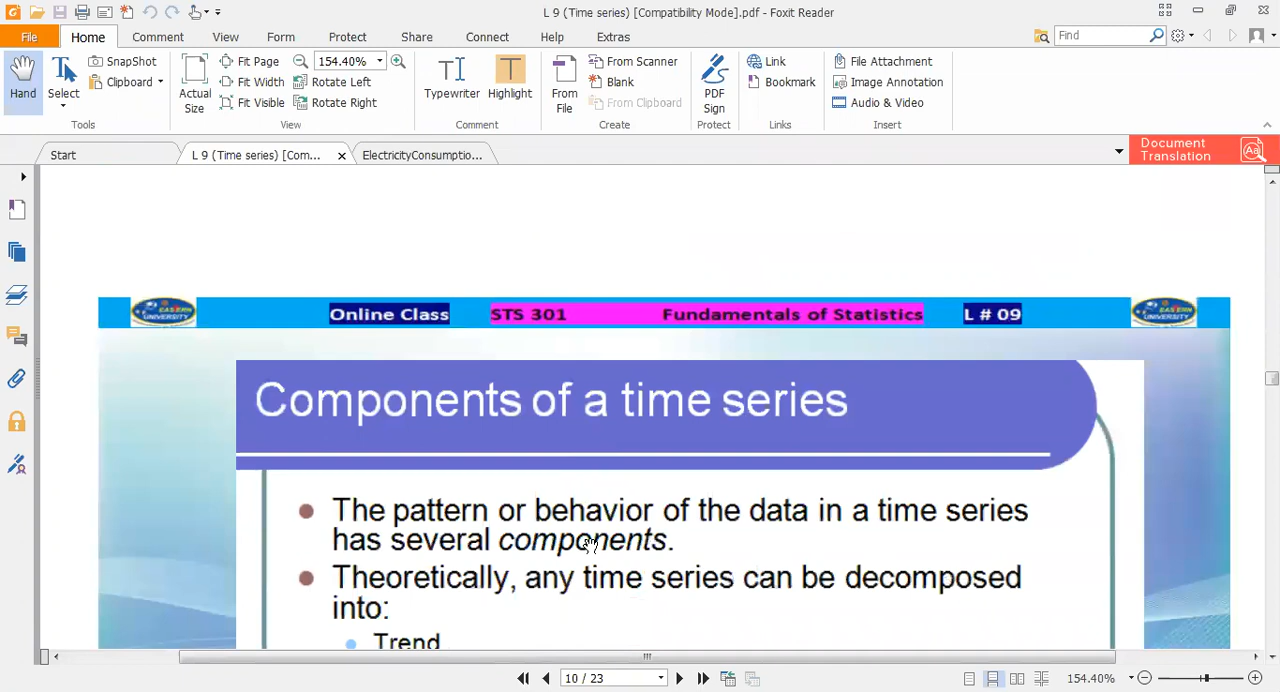 L 9 (Time series) [Compatibility Mode].pdf - Foxit Reader
File Home Comment View Form Protect Share Connect Help Extras Find
Hand
Select
SnapShot
Clipboard
Tools
Actual Size
Fit Page
Fit Width
Fit Visible
154.40%
Rotate Left
Rotate Right
View
Typewriter
Highlight
Comment
From File
From Scanner
Blank
From Clipboard
Create
PDF Sign
Protect
Link
Bookmark
Links
File Attachment
Image Annotation
Audio & Video
Insert
Start
L 9 (Time series) [Com...
ElectricityConsumptio...
Document Translation
Online Class STS 301 Fundamentals of Statistics L # 09
Components of a time series
The pattern or behavior of the data in a time series
has several components.
Theoretically, any time series can be decomposed
into:
Trend
10 / 23
154.40%